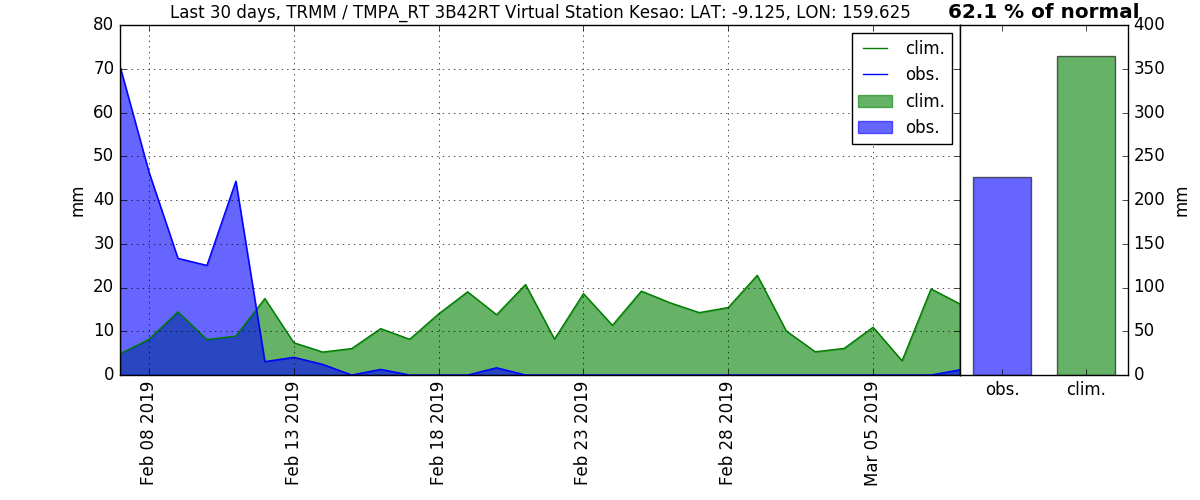 Last 30 days, TRMM / TMPA_RT 3B42RT Virtual Station Kesao: LAT: -9.125, LON: 159.625
62.1 % of normal
80
70
60
50
40
30
20
10
0
mm
clim.
obs.
clim.
obs.
Feb 08 2019
Feb 13 2019
Feb 18 2019
Feb 23 2019
Feb 28 2019
Mar 05 2019
400
350
300
250
200
150
100
50
0
mm
obs.
clim.